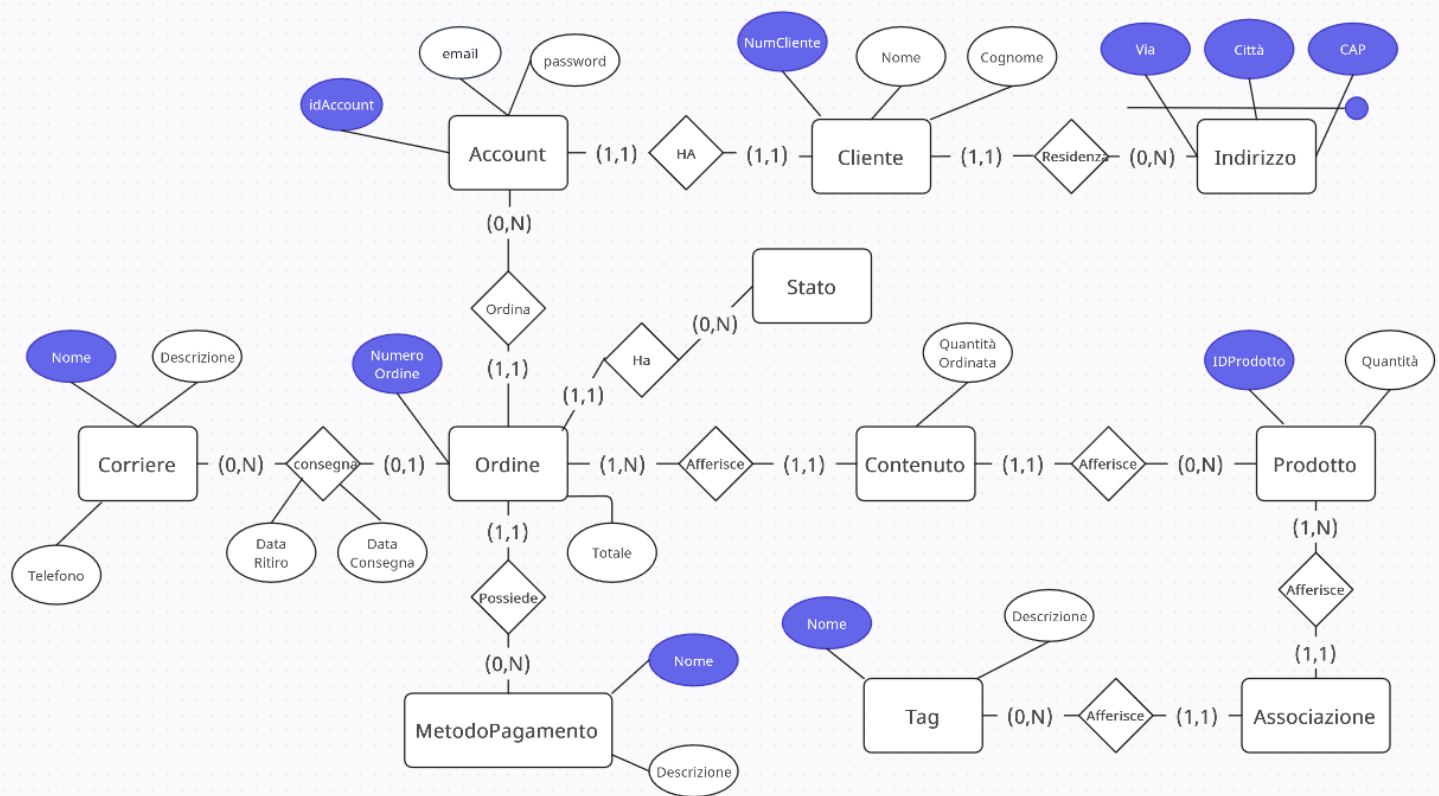 NumCliente
Nome
Cognome
Via
Città
CAP
email
password
idAccount
Account
(1,1)
HA
(1,1)
Cliente
(1,1)
Residenza
(0,N)
Indirizzo
(0,N)
Stato
Ordina
(0,N)
Nome
Descrizione
Numero
Ordine
(1,1)
Ha
(1,1)
Quantità
Ordinata
IDProdotto
Quantità
Corriere
(0,N)
consegna
(0,1)
Ordine
(1,N)
Afferisce
(1,1)
Contenuto
(1,1)
Afferisce
(0,N)
Prodotto
(1,1)
(1,N)
Telefono
Data
Ritiro
Data
Consegna
Totale
Possiede
Afferisce
Nome
Descrizione
(0,N)
Nome
(1,1)
MetodoPagamento
Tag
(0,N)
Afferisce
(1,1)
Associazione
Descrizione